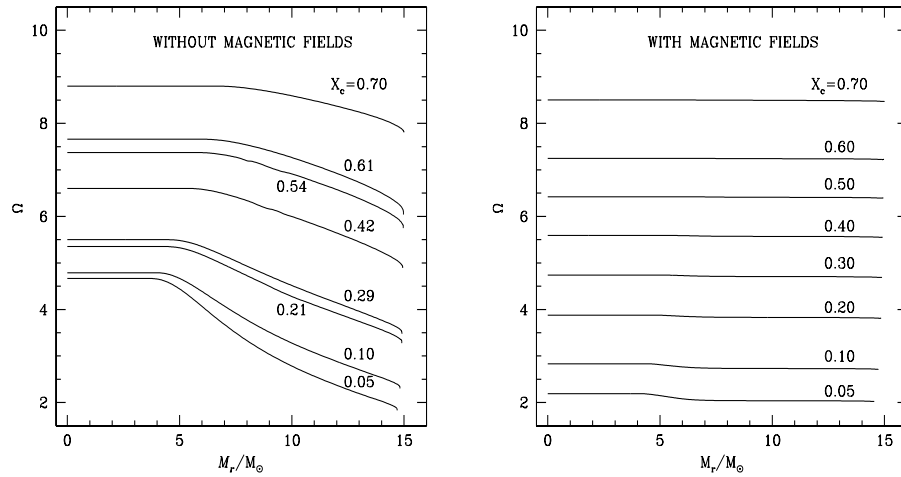 WITHOUT MAGNETIC FIELDS
X_c=0.70
0.61
0.54
0.42
0.29
0.21
0.10
0.05
10
8
6
4
2
Ω
0 5 10 15
M_r/M_⊙
WITH MAGNETIC FIELDS
X_c=0.70
0.60
0.50
0.40
0.30
0.20
0.10
0.05
10
8
6
4
2
Ω
0 5 10 15
M_r/M_⊙